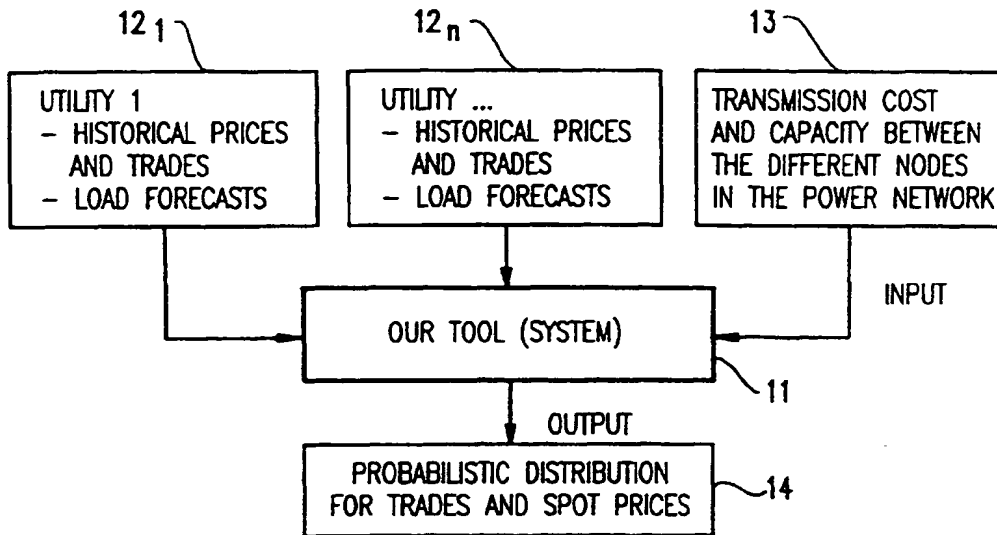 12 1
12 n
13
UTILITY 1
– HISTORICAL PRICES
AND TRADES
– LOAD FORECASTS
UTILITY ...
– HISTORICAL PRICES
AND TRADES
– LOAD FORECASTS
TRANSMISSION COST
AND CAPACITY BETWEEN
THE DIFFERENT NODES
IN THE POWER NETWORK
INPUT
OUR TOOL (SYSTEM)
11
OUTPUT
PROBABILISTIC DISTRIBUTION
FOR TRADES AND SPOT PRICES
14